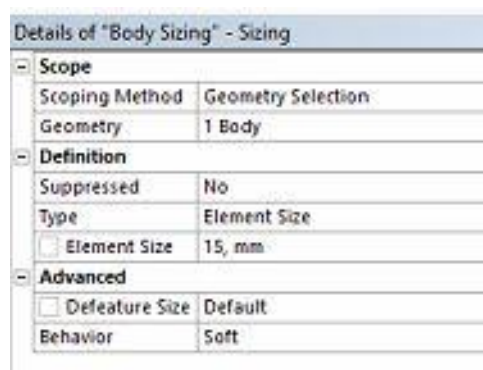 Details of "Body Sizing" - Sizing
Scope
Scoping Method Geometry Selection
Geometry 1 Body
Definition
Suppressed No
Type Element Size
Element Size 15, mm
Advanced
Defeature Size Default
Behavior Soft